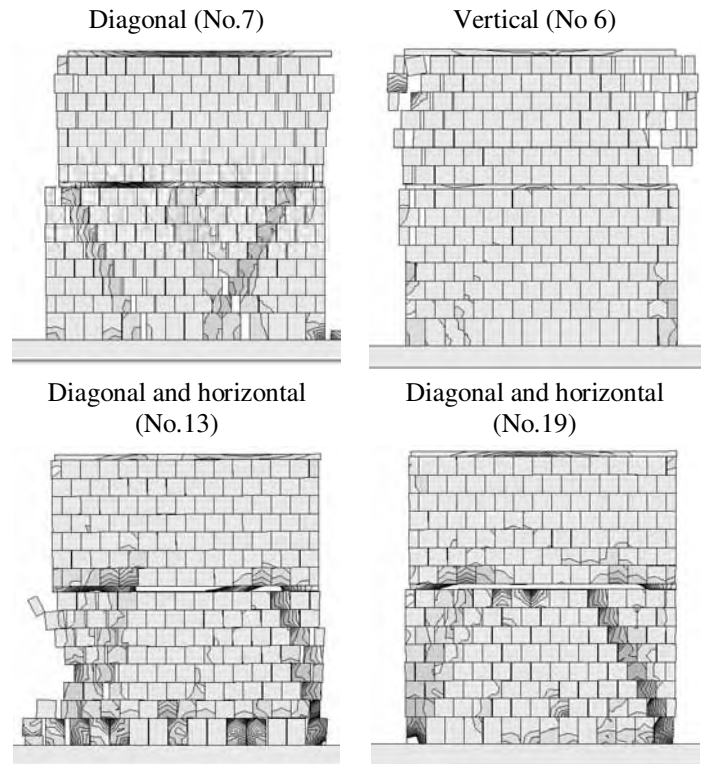 Diagonal (No.7)
Vertical (No 6)
Diagonal and horizontal
(No.13)
Diagonal and horizontal
(No.19)